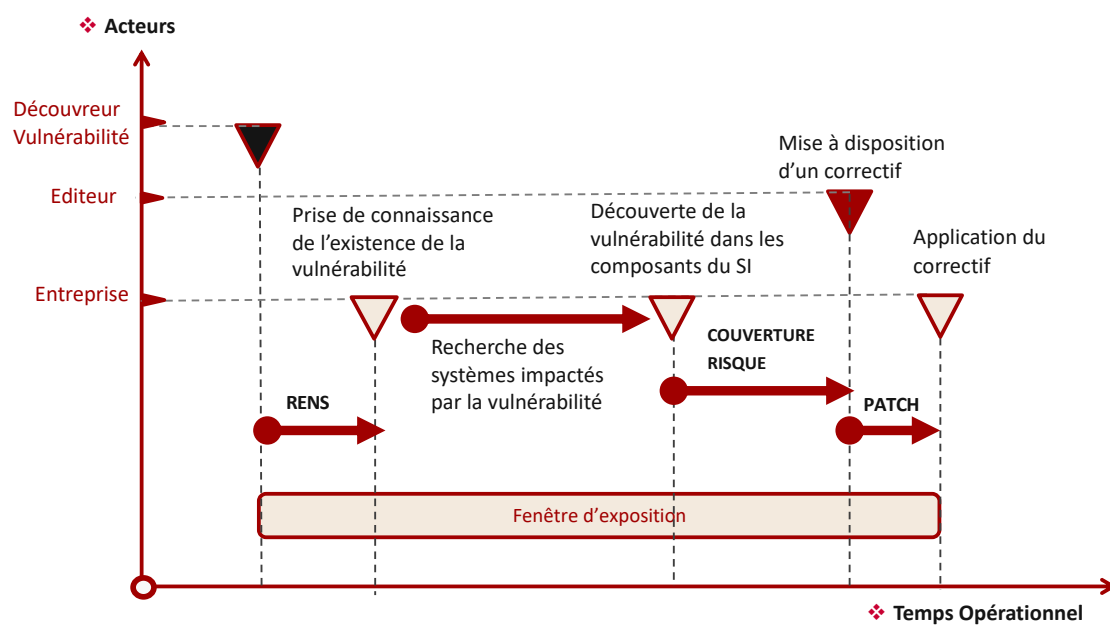 ❖ Acteurs
Découvreur
Vulnérabilité
Mise à disposition
d'un correctif
Editeur
Prise de connaissance
de l'existence de la
vulnérabilité
Découverte de la
vulnérabilité dans les
composants du SI
Application du
correctif
Entreprise
Recherche des
systèmes impactés
par la vulnérabilité
COUVERTURE
RISQUE
RENS
PATCH
Fenêtre d'exposition
❖ Temps Opérationnel